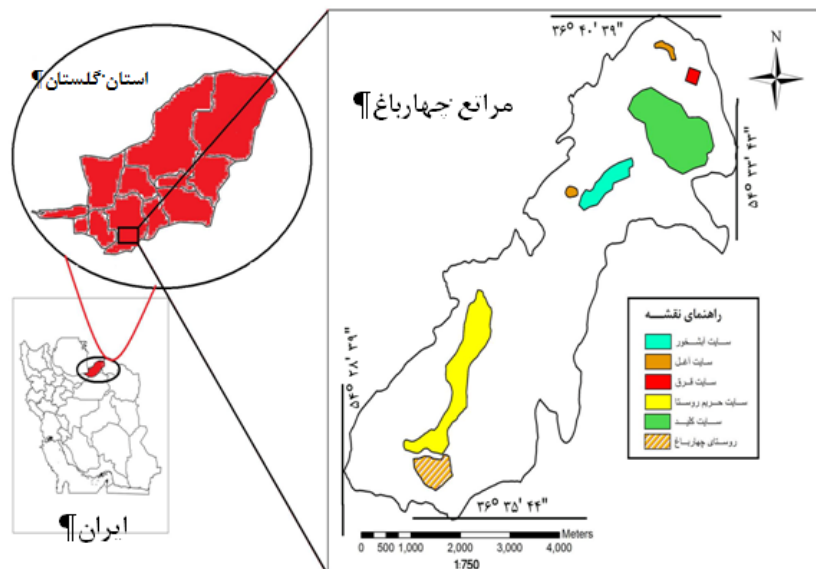 استان گلستان¶
ایران¶
مراتع چهارباغ¶
۳۶° ۴۰' ۳۹"
N
۵۴° ۳۳' ۴۳"
۵۴° ۲۸' ۳۹"
۳۶° ۳۵' ۴۴"
راهنمای نقشه
سایت آبشخور
سایت آغل
سایت قرق
سایت حریم روستا
سایت کلید
روستای چهارباغ
Meters
0 500 1,000 2,000 3,000 4,000
1:750